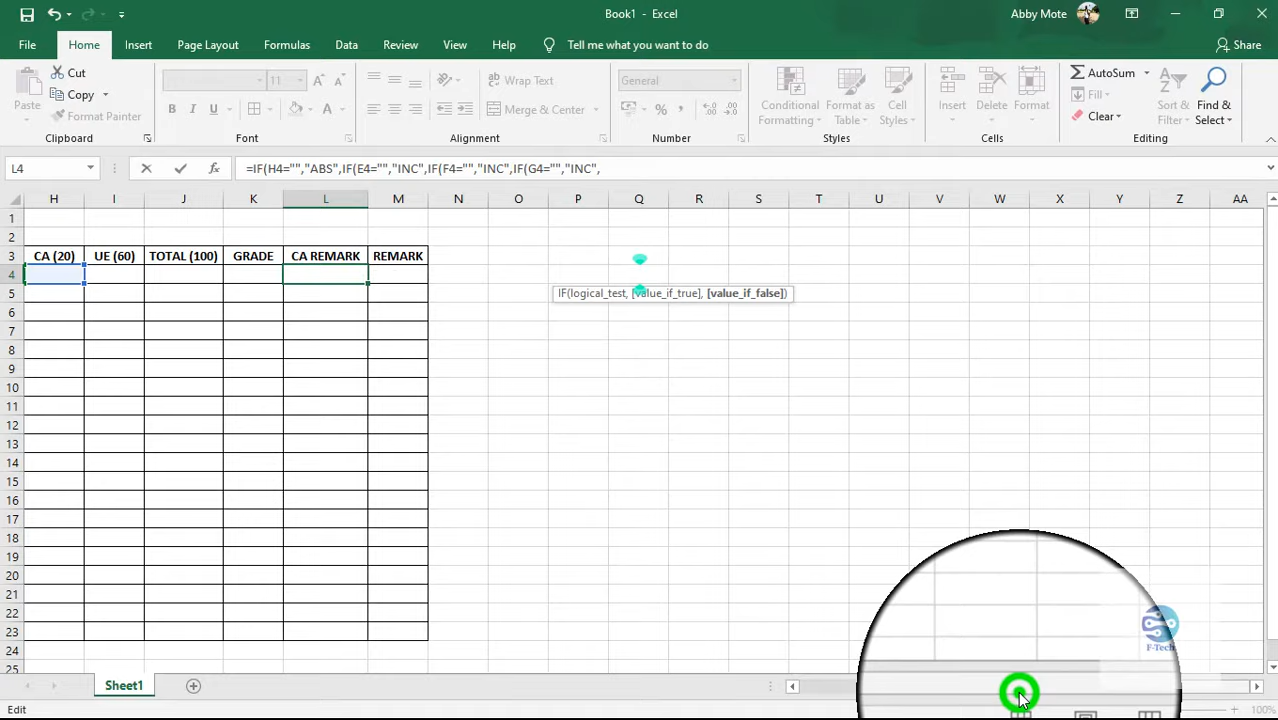 Book1 - Excel
Abby Mote
File Home Insert Page Layout Formulas Data Review View Help Tell me what you want to do Share
Paste
Cut
Copy
Format Painter
Clipboard
11
B I U
Font
Wrap Text
Merge & Center
Alignment
General
Number
Conditional Formatting
Format as Table
Cell Styles
Styles
Insert Delete Format
Cells
AutoSum
Fill
Clear
Sort & Filter
Find & Select
Editing
L4 fx =IF(H4="","ABS",IF(E4="","INC",IF(F4="","INC",IF(G4="","INC",
H I J K L M N O P Q R S T U V W X Y Z AA
1
2
3 CA (20) UE (60) TOTAL (100) GRADE CA REMARK REMARK
4
5 IF(logical_test, [value_if_true], [value_if_false])
6
7
8
9
10
11
12
13
14
15
16
17
18
19
20
21
22
23
24
25
F-Tech
Sheet1
Edit 100%